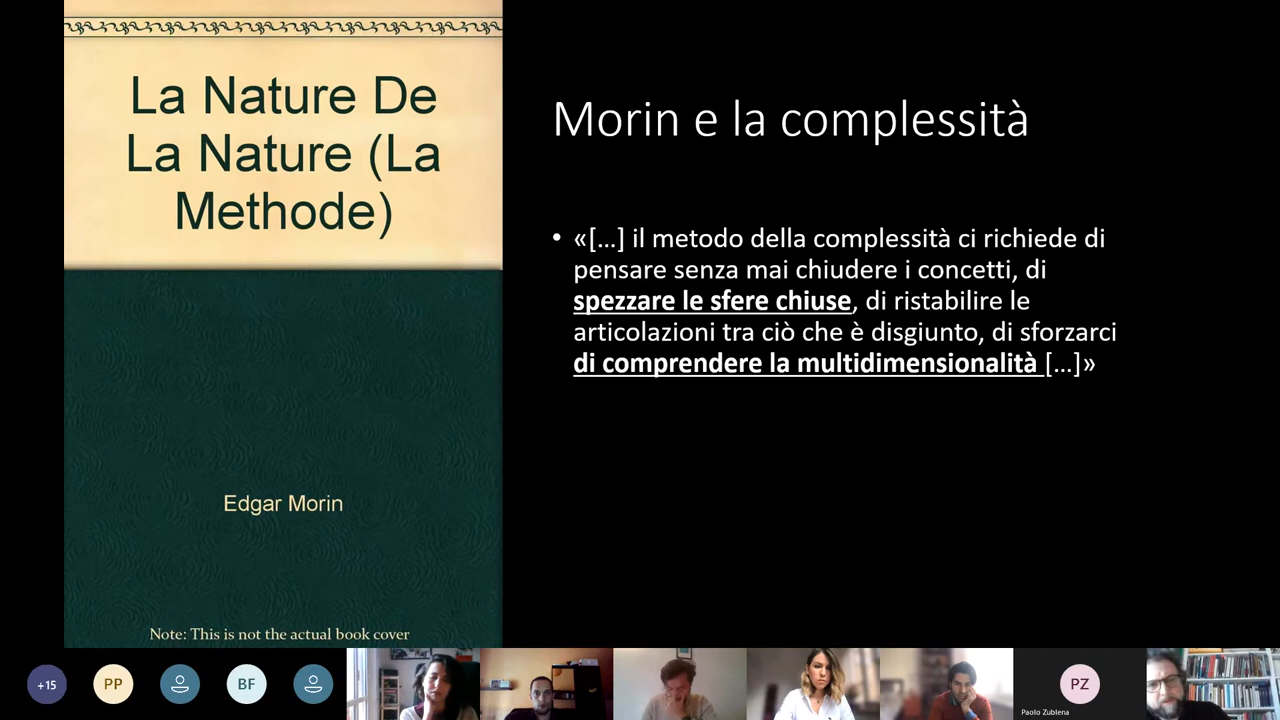 La Nature De
La Nature (La
Methode)
Edgar Morin
Note: This is not the actual book cover
Morin e la complessità
• «[…] il metodo della complessità ci richiede di
pensare senza mai chiudere i concetti, di
spezzare le sfere chiuse, di ristabilire le
articolazioni tra ciò che è disgiunto, di sforzarci
di comprendere la multidimensionalità […]»
+15
PP
BF
PZ
Paolo Zublena